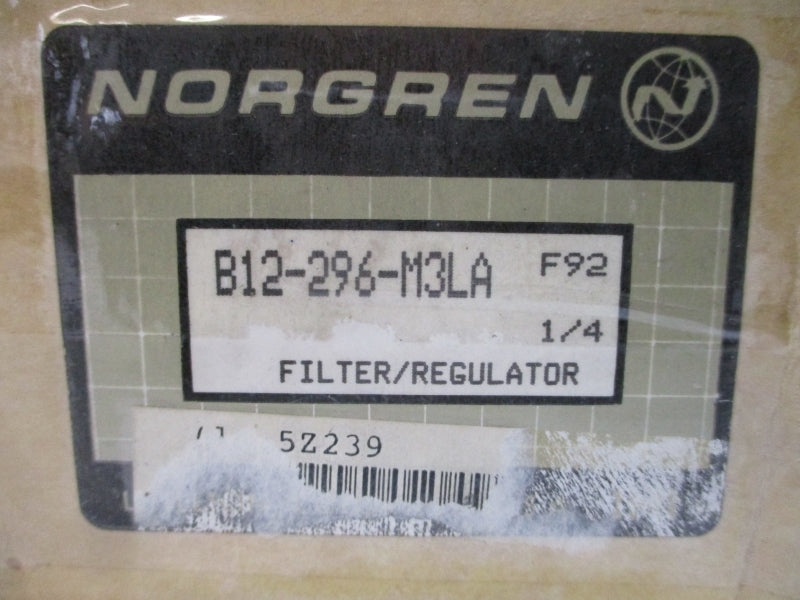 NORGREN
B12-296-M3LA F92
1/4
FILTER/REGULATOR
5Z239